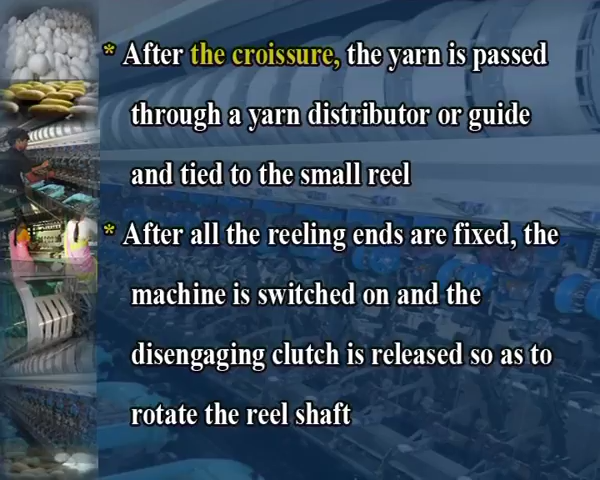 * After the croissure, the yarn is passed
through a yarn distributor or guide
and tied to the small reel
* After all the reeling ends are fixed, the
machine is switched on and the
disengaging clutch is released so as to
rotate the reel shaft